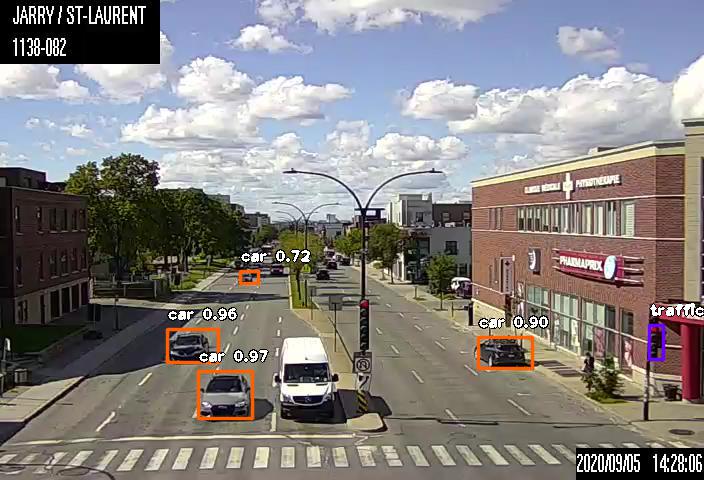 JARRY / ST-LAURENT
1138-082
CLINIQUE MÉDICALE PHYSIOTHÉRAPIE
car 0.72
PHARMAPRIX
car 0.96
car 0.90
traffic
car 0.97
2020/09/05 14:28:06